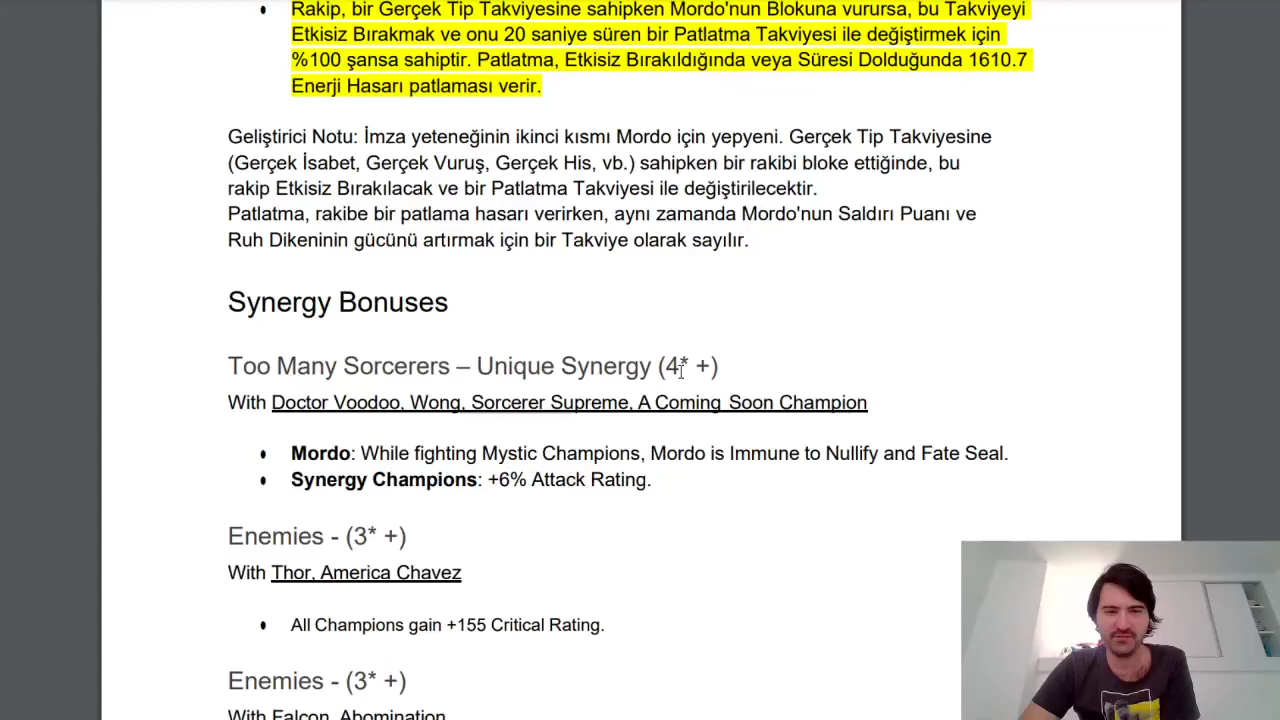 Rakip, bir Gerçek Tip Takviyesine sahipken Mordo'nun Blokuna vurursa, bu Takviyeyi
Etkisiz Bırakmak ve onu 20 saniye süren bir Patlatma Takviyesi ile değiştirmek için
%100 şansa sahiptir. Patlatma, Etkisiz Bırakıldığında veya Süresi Dolduğunda 1610.7
Enerji Hasarı patlaması verir.
Geliştirici Notu: İmza yeteneğinin ikinci kısmı Mordo için yepyeni. Gerçek Tip Takviyesine
(Gerçek İsabet, Gerçek Vuruş, Gerçek His, vb.) sahipken bir rakibi bloke ettiğinde, bu
rakip Etkisiz Bırakılacak ve bir Patlatma Takviyesi ile değiştirilecektir.
Patlatma, rakibe bir patlama hasarı verirken, aynı zamanda Mordo'nun Saldırı Puanı ve
Ruh Dikeninin gücünü artırmak için bir Takviye olarak sayılır.
Synergy Bonuses
Too Many Sorcerers – Unique Synergy (4* +)
With Doctor Voodoo, Wong, Sorcerer Supreme, A Coming Soon Champion
• Mordo: While fighting Mystic Champions, Mordo is Immune to Nullify and Fate Seal.
• Synergy Champions: +6% Attack Rating.
Enemies - (3* +)
With Thor, America Chavez
• All Champions gain +155 Critical Rating.
Enemies - (3* +)
With Falcon, Abomination